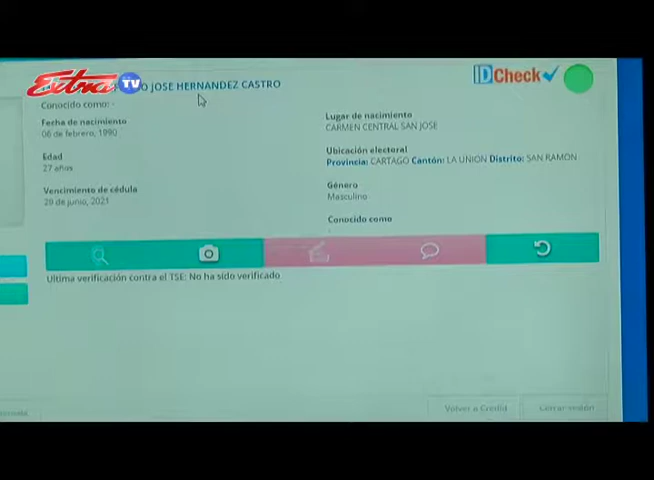 Extra TV
O JOSE HERNANDEZ CASTRO
IDCheck
Conocido como: -
Fecha de nacimiento
06 de febrero, 1990
Edad
27 años
Vencimiento de cédula
29 de junio, 2021
Lugar de nacimiento
CARMEN CENTRAL SAN JOSE
Ubicación electoral
Provincia: CARTAGO Cantón: LA UNION Distrito: SAN RAMON
Género
Masculino
Conocido como
Ultima verificación contra el TSE: No ha sido verificado
Volver a Credid
Cerrar sesión